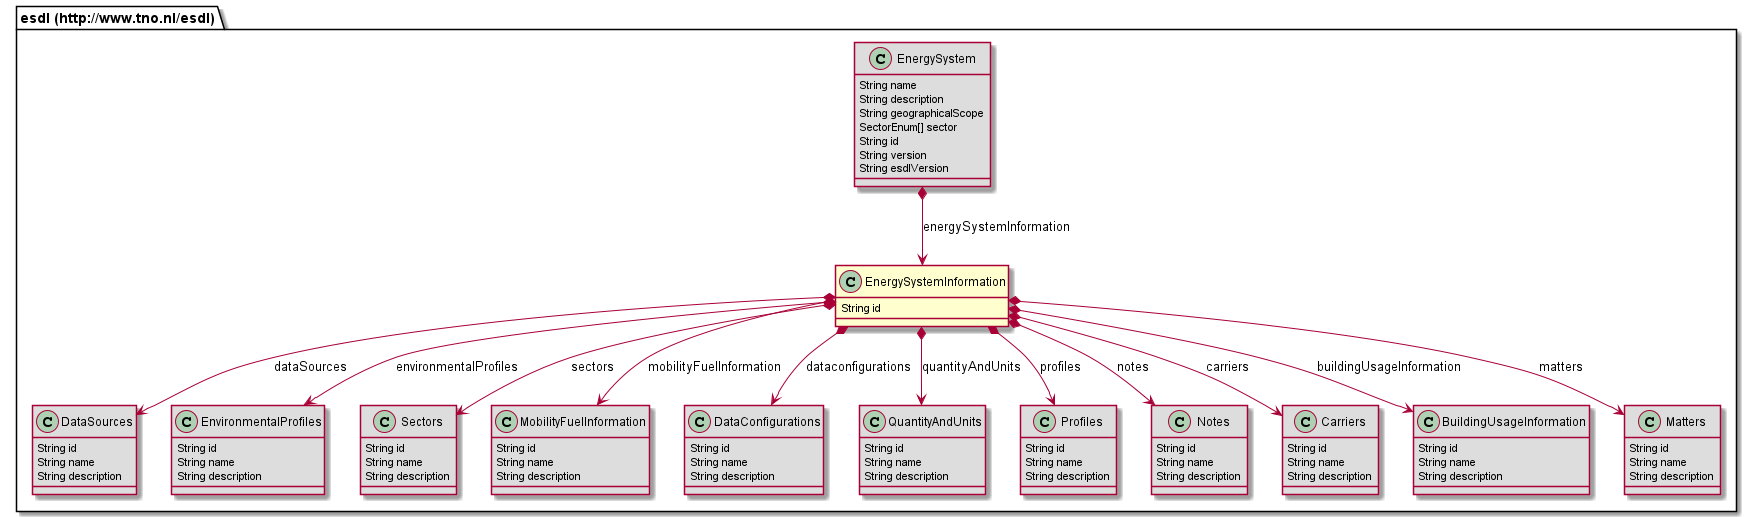 esdl (http://www.tno.nl/esdl)
C EnergySystem
String name
String description
String geographicalScope
SectorEnum[] sector
String id
String version
String esdlVersion
energySystemInformation
C EnergySystemInformation
String id
dataSources
environmentalProfiles
sectors
mobilityFuelInformation
dataconfigurations
quantityAndUnits
profiles
notes
carriers
buildingUsageInformation
matters
C DataSources
String id
String name
String description
C EnvironmentalProfiles
String id
String name
String description
C Sectors
String id
String name
String description
C MobilityFuelInformation
String id
String name
String description
C DataConfigurations
String id
String name
String description
C QuantityAndUnits
String id
String name
String description
C Profiles
String id
String name
String description
C Notes
String id
String name
String description
C Carriers
String id
String name
String description
C BuildingUsageInformation
String id
String name
String description
C Matters
String id
String name
String description